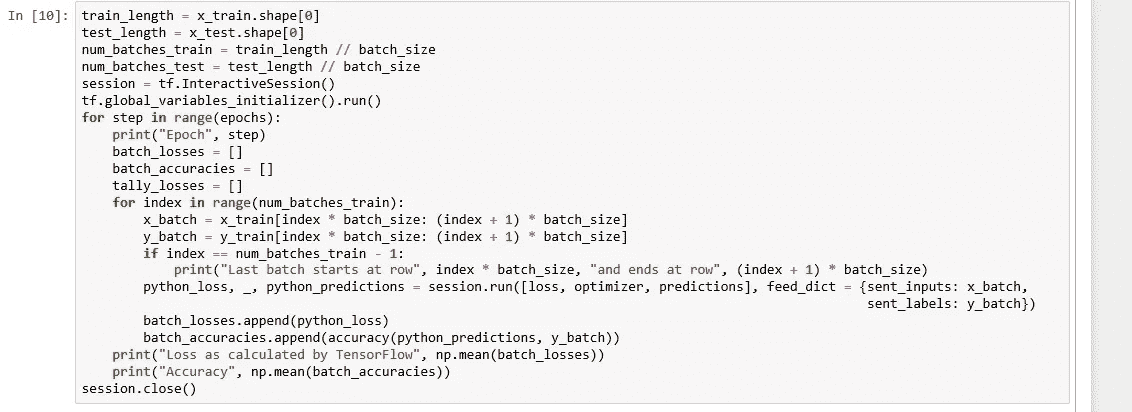 In [10]: train_length = x_train.shape[0]
test_length = x_test.shape[0]
num_batches_train = train_length // batch_size
num_batches_test = test_length // batch_size
session = tf.InteractiveSession()
tf.global_variables_initializer().run()
for step in range(epochs):
    print("Epoch", step)
    batch_losses = []
    batch_accuracies = []
    tally_losses = []
    for index in range(num_batches_train):
        x_batch = x_train[index * batch_size: (index + 1) * batch_size]
        y_batch = y_train[index * batch_size: (index + 1) * batch_size]
        if index == num_batches_train - 1:
            print("Last batch starts at row", index * batch_size, "and ends at row", (index + 1) * batch_size)
        python_loss, _, python_predictions = session.run([loss, optimizer, predictions], feed_dict = {sent_inputs: x_batch,
                                                                                                      sent_labels: y_batch})
        batch_losses.append(python_loss)
        batch_accuracies.append(accuracy(python_predictions, y_batch))
    print("Loss as calculated by TensorFlow", np.mean(batch_losses))
    print("Accuracy", np.mean(batch_accuracies))
session.close()